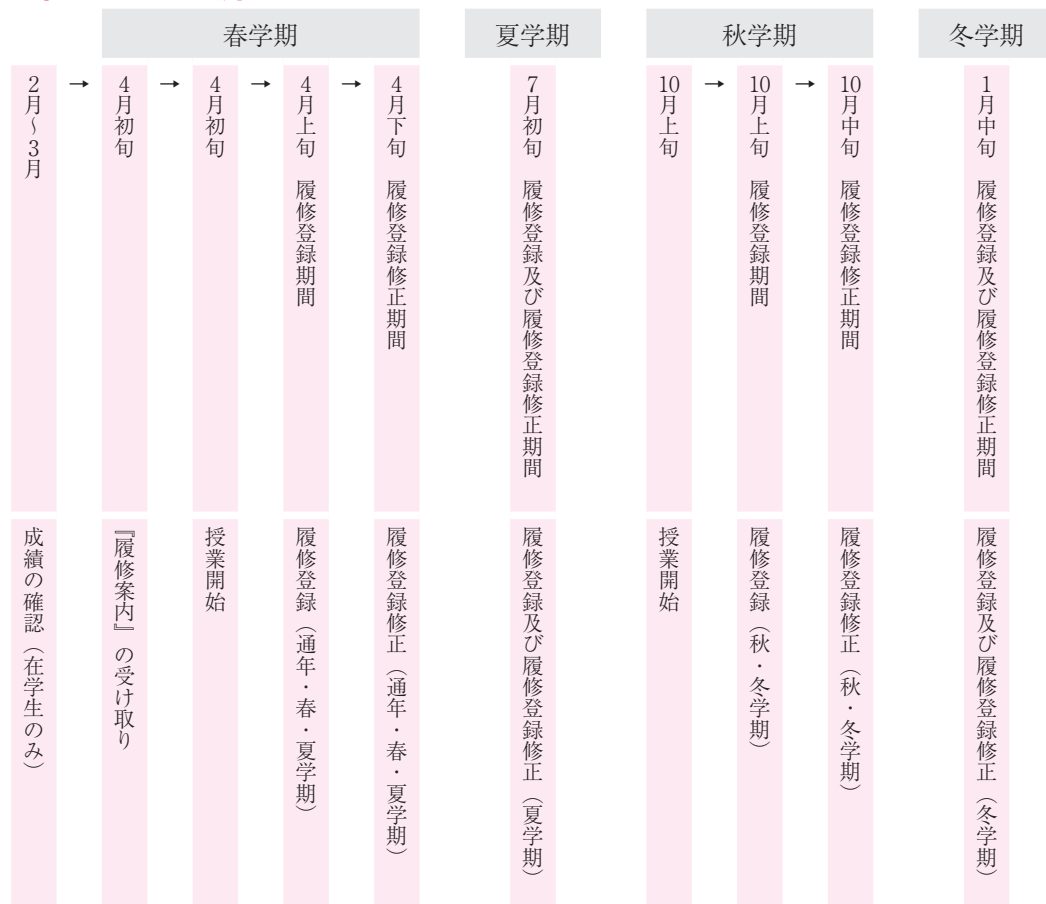 春学期
2月～3月
成績の確認（在学生のみ）
→
4月初旬
『履修案内』の受け取り
→
4月初旬
授業開始
→
4月上旬　履修登録期間
履修登録（通年・春・夏学期）
→
4月下旬　履修登録修正期間
履修登録修正（通年・春・夏学期）
夏学期
7月初旬　履修登録及び履修登録修正期間
履修登録及び履修登録修正（夏学期）
秋学期
10月上旬
授業開始
→
10月上旬　履修登録期間
履修登録（秋・冬学期）
→
10月中旬　履修登録修正期間
履修登録修正（秋・冬学期）
冬学期
1月中旬　履修登録及び履修登録修正期間
履修登録及び履修登録修正（冬学期）